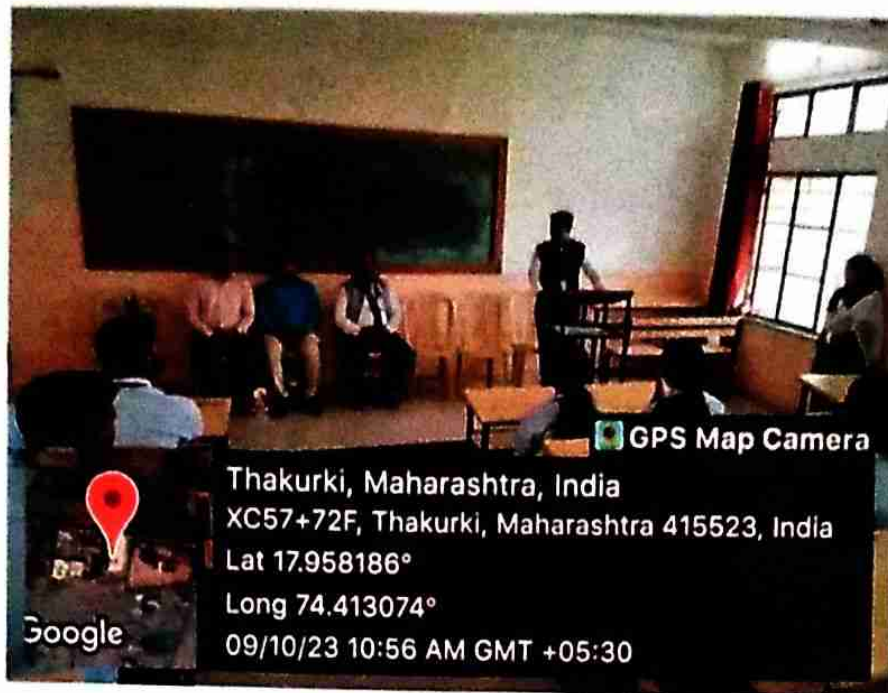 GPS Map Camera
Thakurki, Maharashtra, India
XC57+72F, Thakurki, Maharashtra 415523, India
Lat 17.958186°
Long 74.413074°
09/10/23 10:56 AM GMT +05:30
Google